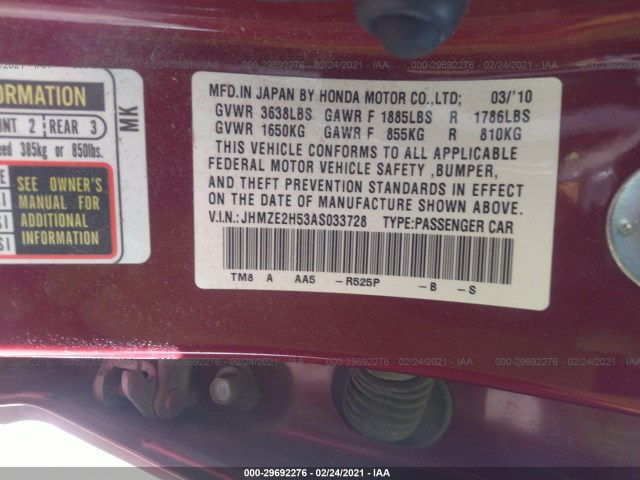 MFD.IN JAPAN BY HONDA MOTOR CO.,LTD; 03/'10
GVWR 3638LBS GAWR F 1885LBS R 1786LBS
GVWR 1650KG GAWR F 855KG R 810KG
THIS VEHICLE CONFORMS TO ALL APPLICABLE
FEDERAL MOTOR VEHICLE SAFETY ,BUMPER,
AND THEFT PREVENTION STANDARDS IN EFFECT
ON THE DATE OF MANUFACTURE SHOWN ABOVE.
V.I.N.:JHMZE2H53AS033728 TYPE:PASSENGER CAR
TM8 A AA5 -R525P -B -S
ORMATION
ONT 2 REAR 3
eed 385kg or 850lbs.
SEE OWNER'S
MANUAL FOR
ADDITIONAL
INFORMATION
MK
000-29692276 - 02/24/2021 - IAA